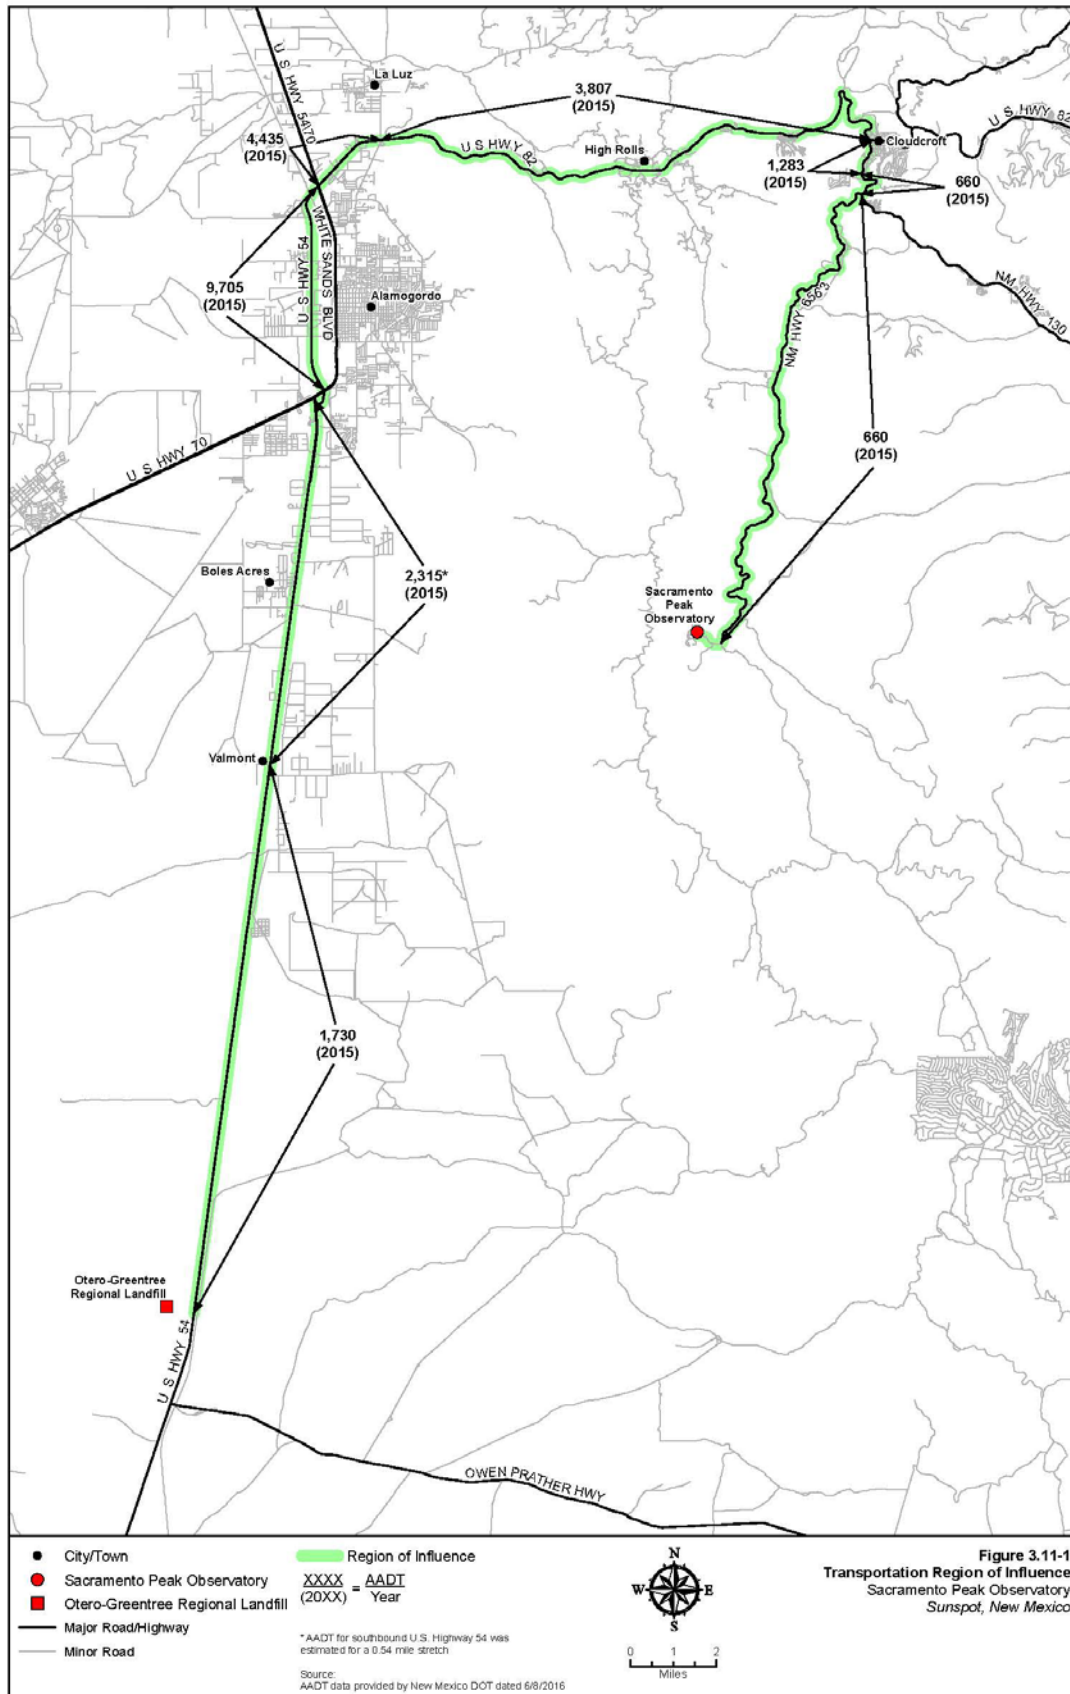 U S HWY 54\70
La Luz
3,807
(2015)
4,435
(2015)
U S HWY 82
High Rolls
Cloudcroft
U S HWY 82
1,283
(2015)
660
(2015)
WHITE SANDS BLVD
U S HWY 54
9,705
(2015)
Alamogordo
NM HWY 130
U S HWY 70
660
(2015)
Boles Acres
2,315*
(2015)
Sacramento
Peak
Observatory
Valmont
1,730
(2015)
Otero-Greentree
Regional Landfill
U S HWY 54
OWEN PRATHER HWY
City/Town
Sacramento Peak Observatory
Otero-Greentree Regional Landfill
Major Road/Highway
Minor Road
Region of Influence
XXXX = AADT
(20XX) Year
* AADT for southbound U.S. Highway 54 was
estimated for a 0.54 mile stretch
Source:
AADT data provided by New Mexico DOT dated 6/8/2016
N
W E
S
0 1 2
Miles
Figure 3.11-1
Transportation Region of Influence
Sacramento Peak Observatory
Sunspot, New Mexico